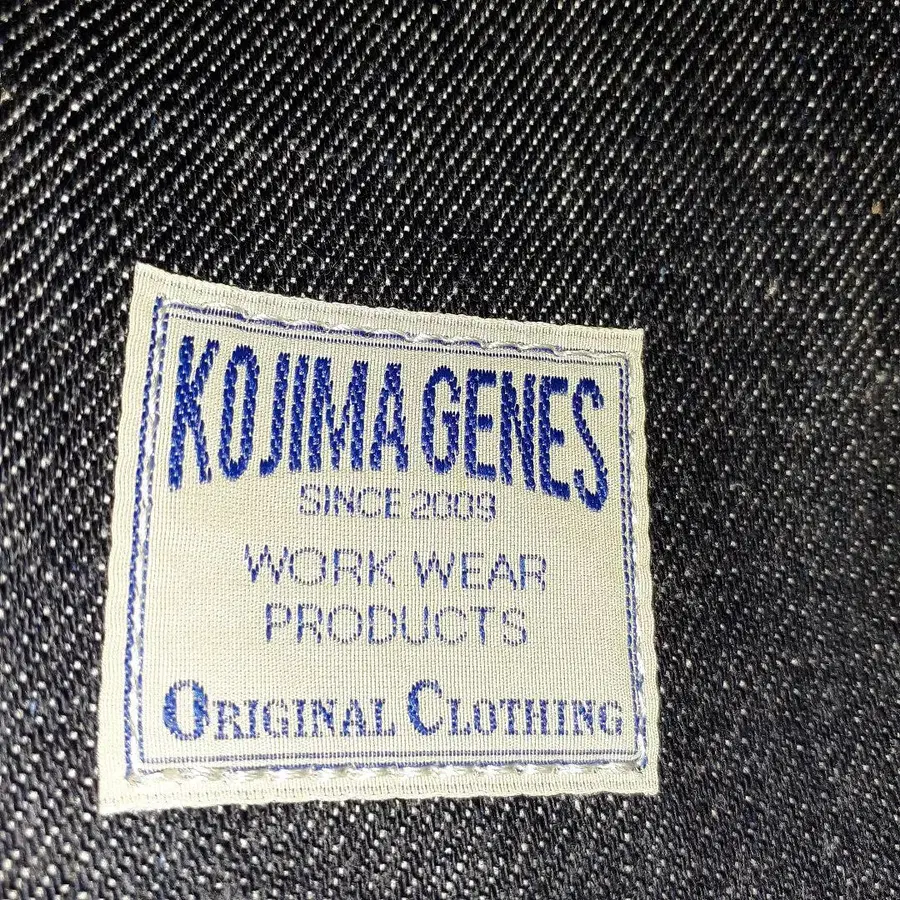 KOJIMA GENES
SINCE 2009
WORK WEAR
PRODUCTS
ORIGINAL CLOTHING